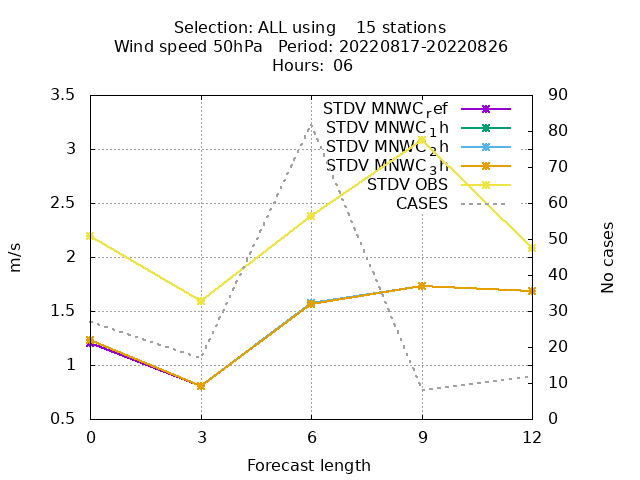 Selection: ALL using    15 stations
Wind speed 50hPa   Period: 20220817-20220826
Hours:  06
3.5
3
2.5
2
1.5
1
0.5
m/s
STDV MNWC_ref
STDV MNWC_1h
STDV MNWC_2h
STDV MNWC_3h
STDV OBS
CASES
90
80
70
60
50
40
30
20
10
0
No cases
0 3 6 9 12
Forecast length